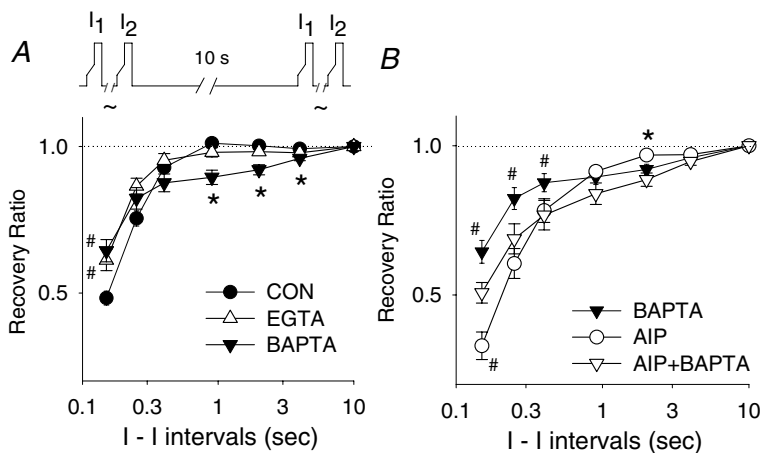 A
I1 I2 10 s I1 I2
~ ~
Recovery Ratio
1.0
0.5
# #
* * *
CON
EGTA
BAPTA
0.1 0.3 1 3 10
I - I intervals (sec)
B
Recovery Ratio
1.0
0.5
# # # *
#
BAPTA
AIP
AIP+BAPTA
0.1 0.3 1 3 10
I - I intervals (sec)